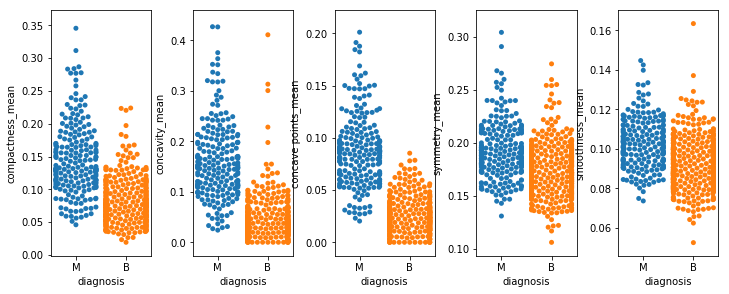 compactness_mean
0.35
0.30
0.25
0.20
0.15
0.10
0.05
0.00
M B
diagnosis
concavity_mean
0.4
0.3
0.2
0.1
0.0
M B
diagnosis
concave points_mean
0.20
0.15
0.10
0.05
0.00
M B
diagnosis
symmetry_mean
0.30
0.25
0.20
0.15
0.10
M B
diagnosis
smoothness_mean
0.16
0.14
0.12
0.10
0.08
0.06
M B
diagnosis